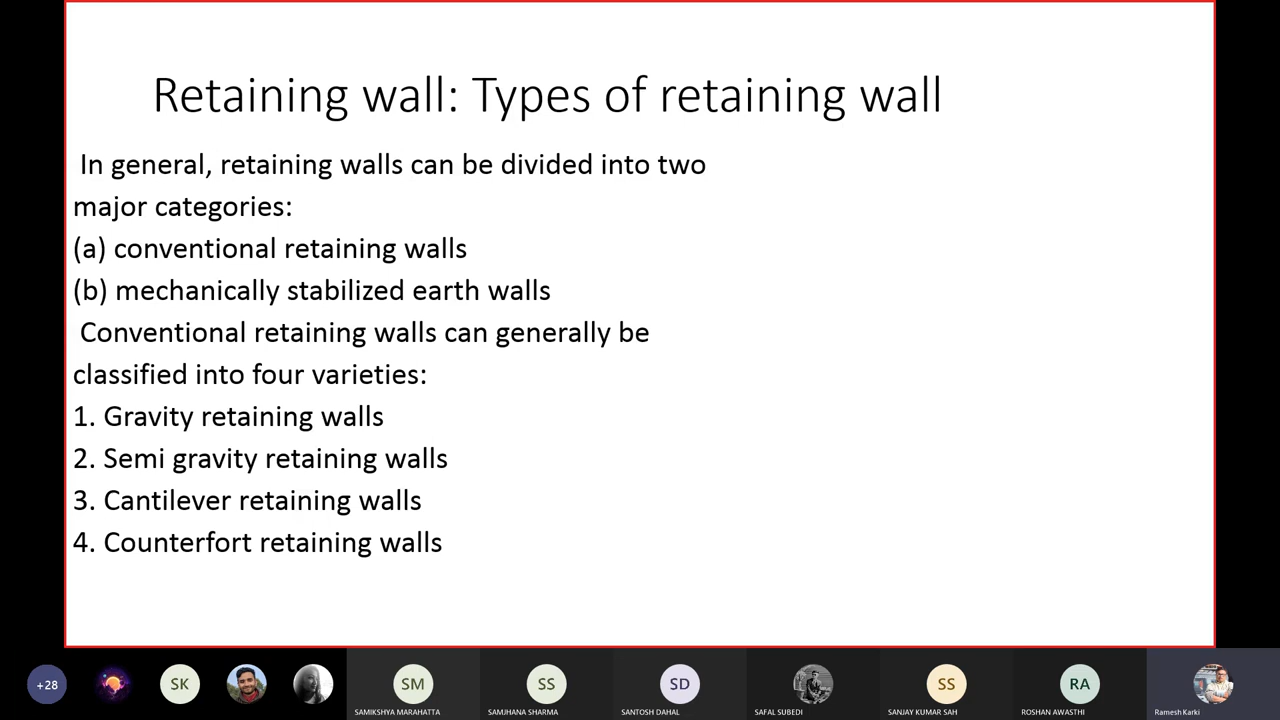 Retaining wall: Types of retaining wall
In general, retaining walls can be divided into two
major categories:
(a) conventional retaining walls
(b) mechanically stabilized earth walls
Conventional retaining walls can generally be
classified into four varieties:
1. Gravity retaining walls
2. Semi gravity retaining walls
3. Cantilever retaining walls
4. Counterfort retaining walls
+28
SK
SM
SS
SD
SS
RA
SAMIKSHYA MARAHATTA
SAMJHANA SHARMA
SANTOSH DAHAL
SAFAL SUBEDI
SANJAY KUMAR SAH
ROSHAN AWASTHI
Ramesh Karki